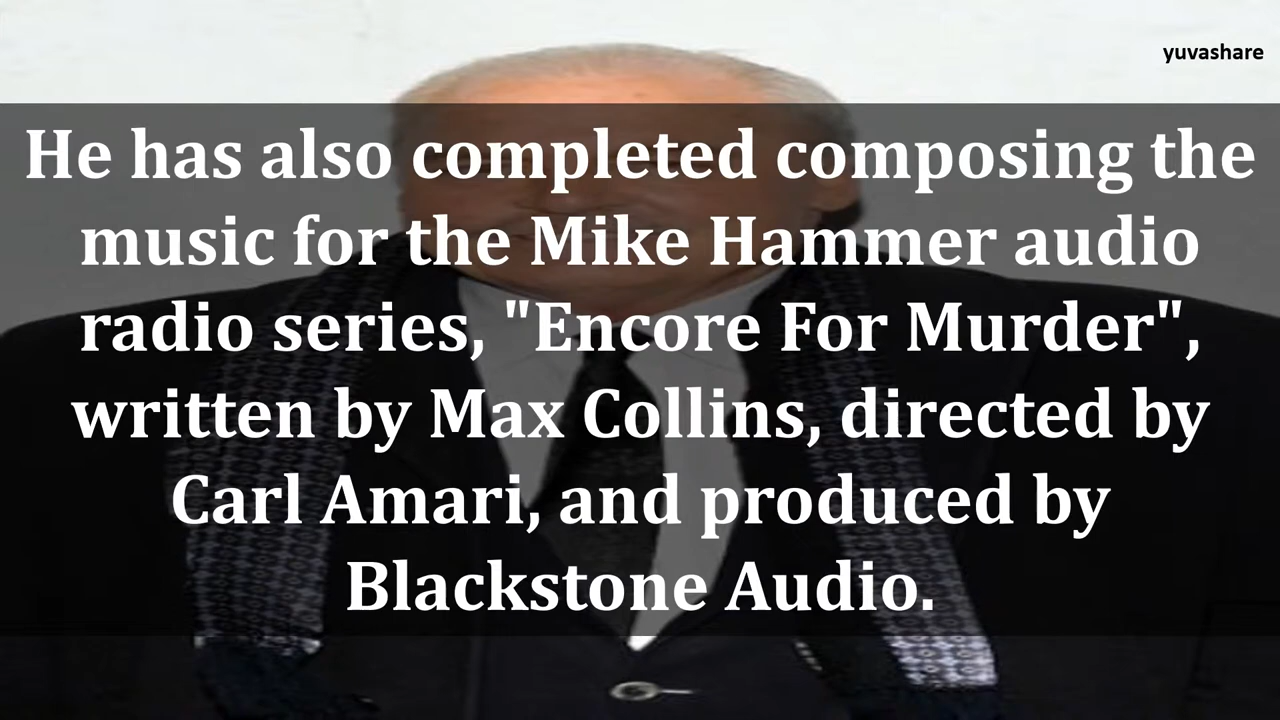 yuvashare
He has also completed composing the
music for the Mike Hammer audio
radio series, "Encore For Murder",
written by Max Collins, directed by
Carl Amari, and produced by
Blackstone Audio.